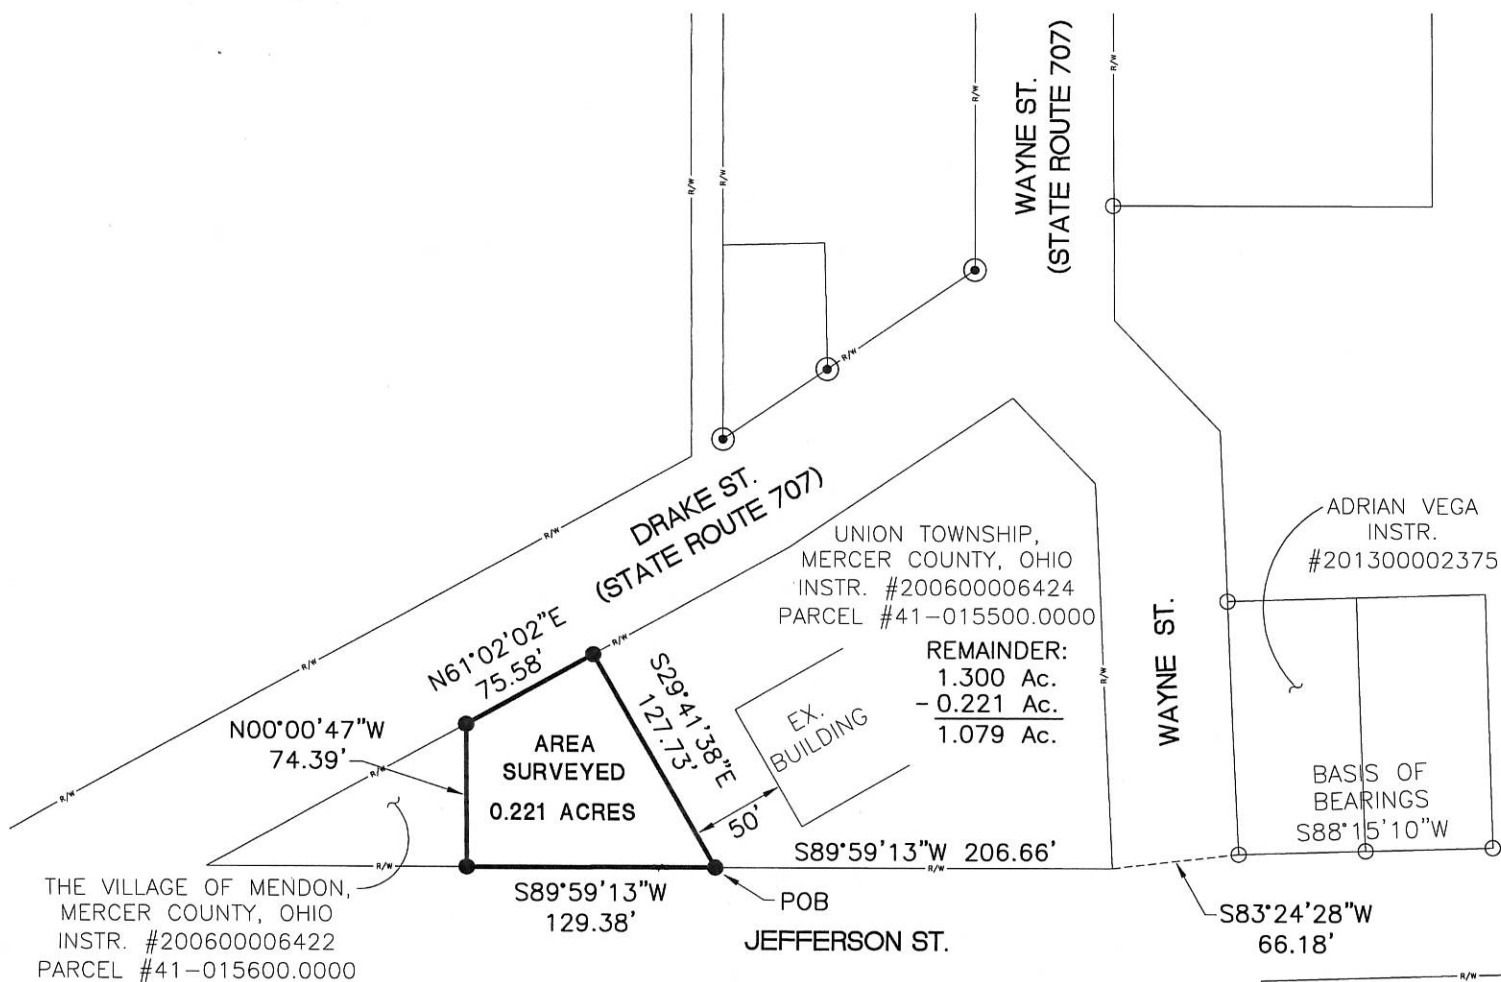 WAYNE ST.
(STATE ROUTE 707)
R/W
R/W
R/W
R/W
R/W
DRAKE ST.
(STATE ROUTE 707)
R/W
UNION TOWNSHIP,
MERCER COUNTY, OHIO
INSTR. #200600006424
PARCEL #41-015500.0000
REMAINDER:
1.300 Ac.
- 0.221 Ac.
1.079 Ac.
ADRIAN VEGA
INSTR.
#201300002375
WAYNE ST.
R/W
N61°02'02"E
75.58'
R/W
R/W
S29°41'38"E
127.73'
N00°00'47"W
74.39'
R/W
R/W
AREA
SURVEYED
0.221 ACRES
EX.
BUILDING
50'
BASIS OF
BEARINGS
S88°15'10"W
S89°59'13"W 206.66'
R/W
R/W
THE VILLAGE OF MENDON,
MERCER COUNTY, OHIO
INSTR. #200600006422
PARCEL #41-015600.0000
S89°59'13"W
129.38'
POB
JEFFERSON ST.
S83°24'28"W
66.18'
R/W